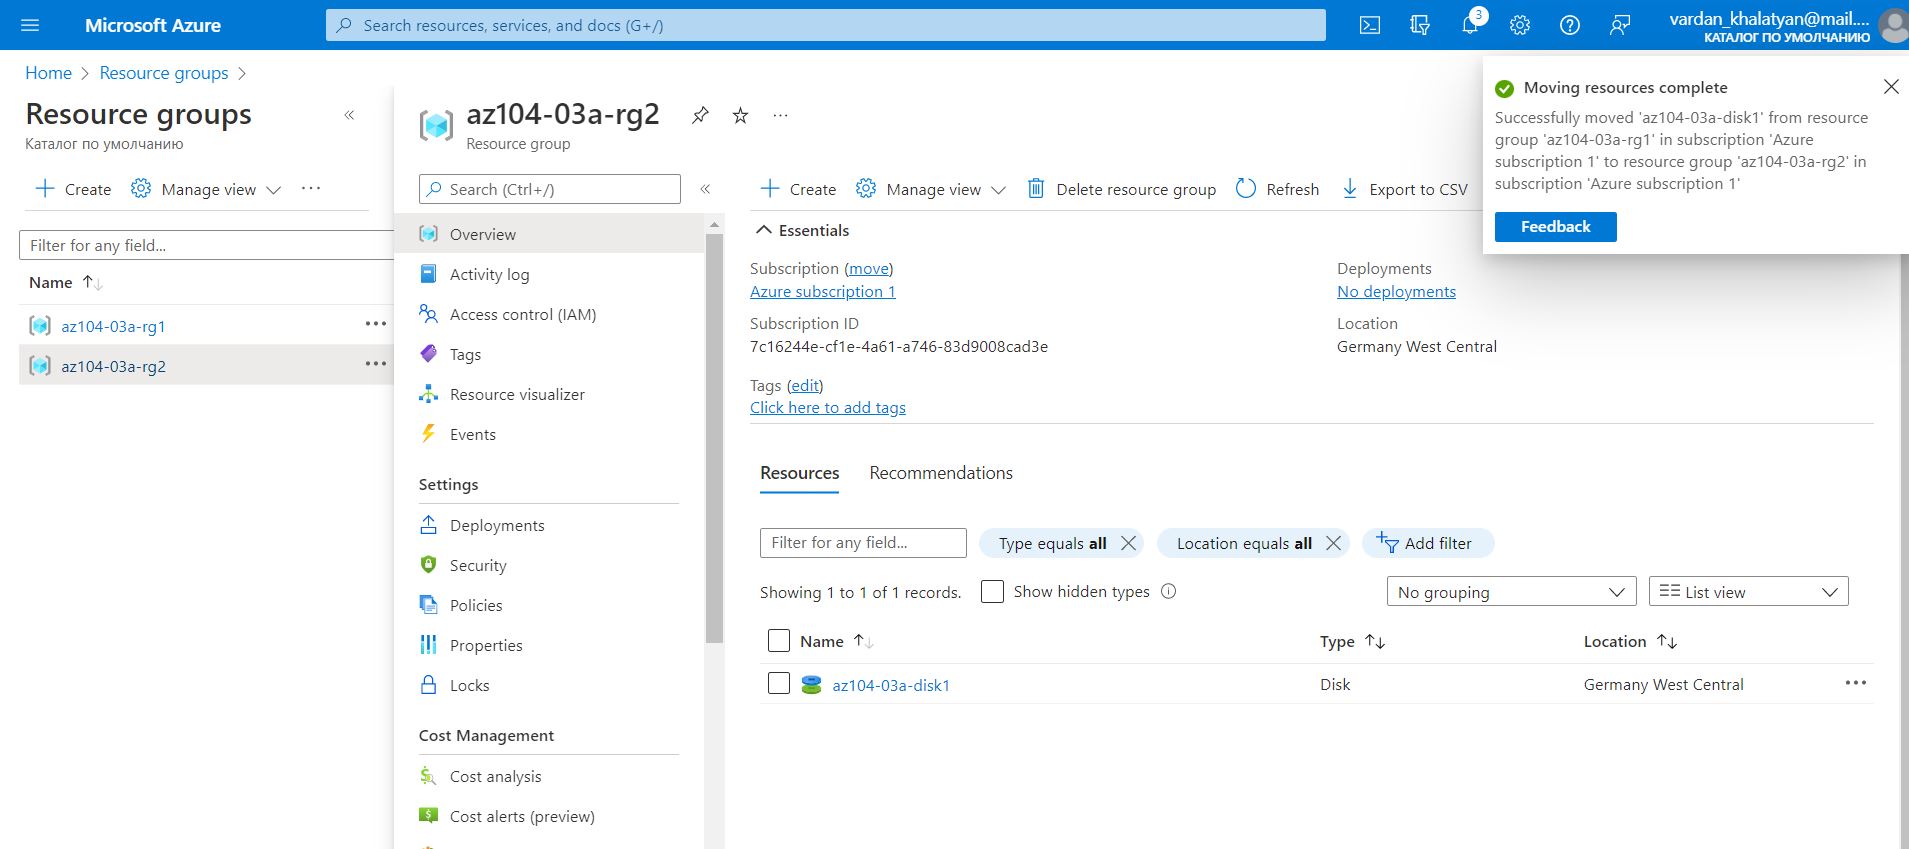 Microsoft Azure
Search resources, services, and docs (G+/)
3
vardan_khalatyan@mail....
КАТАЛОГ ПО УМОЛЧАНИЮ
Home > Resource groups >
Resource groups
Каталог по умолчанию
Create Manage view ...
Filter for any field...
Name
az104-03a-rg1 ...
az104-03a-rg2 ...
az104-03a-rg2 ...
Resource group
Search (Ctrl+/)
Overview
Activity log
Access control (IAM)
Tags
Resource visualizer
Events
Settings
Deployments
Security
Policies
Properties
Locks
Cost Management
Cost analysis
Cost alerts (preview)
Create Manage view Delete resource group Refresh Export to CSV
Essentials
Subscription (move)
Azure subscription 1
Subscription ID
7c16244e-cf1e-4a61-a746-83d9008cad3e
Tags (edit)
Click here to add tags
Deployments
No deployments
Location
Germany West Central
Moving resources complete
Successfully moved 'az104-03a-disk1' from resource
group 'az104-03a-rg1' in subscription 'Azure
subscription 1' to resource group 'az104-03a-rg2' in
subscription 'Azure subscription 1'
Feedback
Resources Recommendations
Filter for any field... Type equals all Location equals all Add filter
Showing 1 to 1 of 1 records. Show hidden types No grouping List view
Name Type Location
az104-03a-disk1 Disk Germany West Central ...